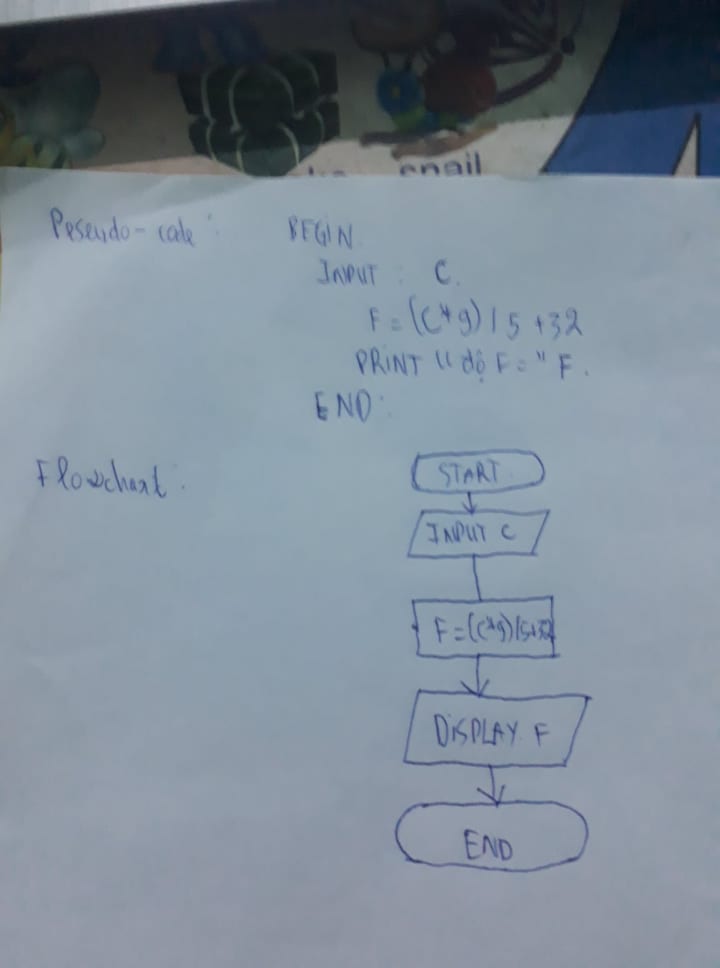 snail
Peseudo-code: BEGIN
INPUT : C.
F = (C*9) / 5 + 32
PRINT " độ F = " F.
END:
Flowchart:
START
INPUT C
F = (C*9) / 5+32
DISPLAY F
END